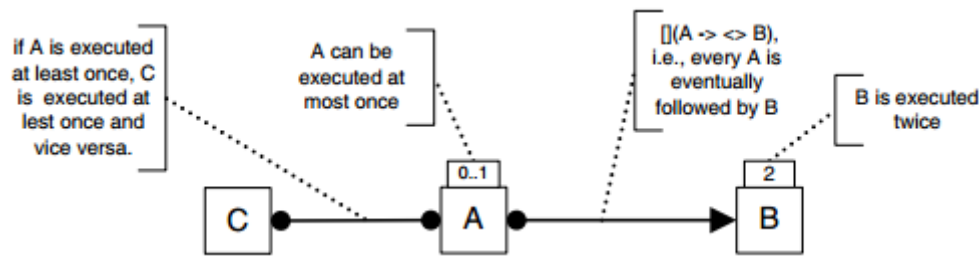 if A is executed
at least once, C
is executed at
lest once and
vice versa.
A can be
executed at
most once
[](A -> <> B),
i.e., every A is
eventually
followed by B
B is executed
twice
0..1
2
C
A
B